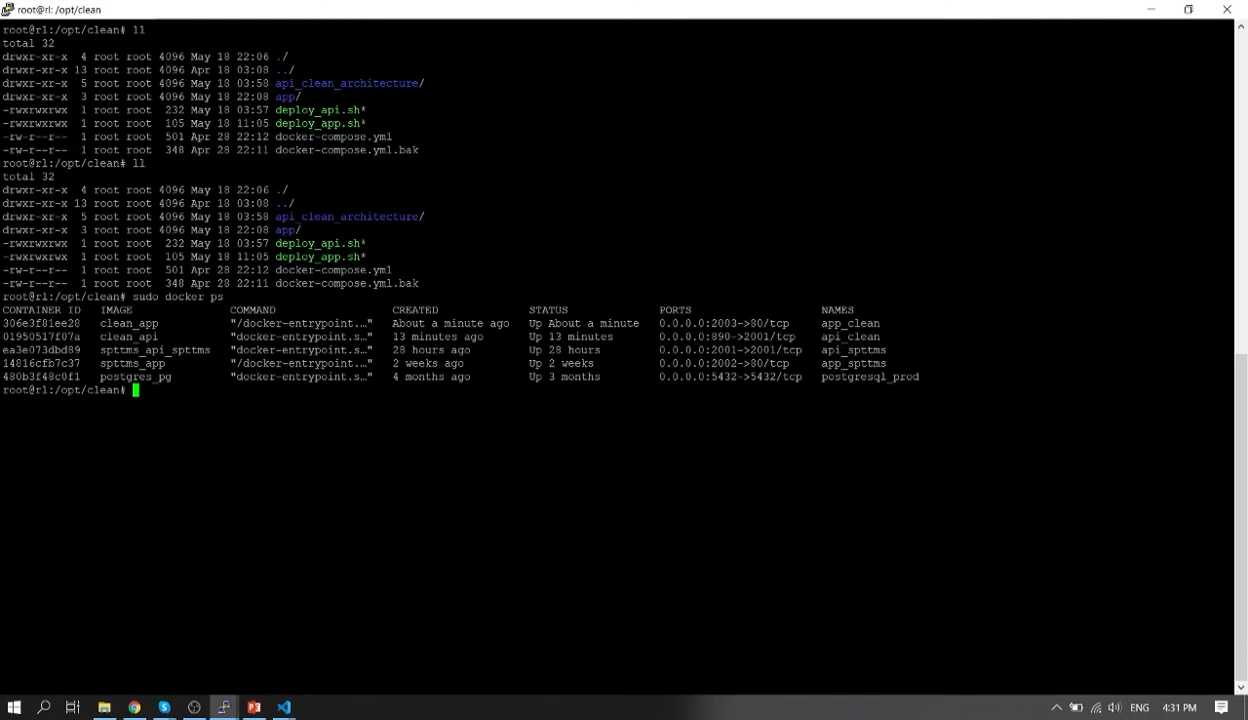 root@rl: /opt/clean
root@rl:/opt/clean# ll
total 32
drwxr-xr-x  4 root root 4096 May 18 22:06 ./
drwxr-xr-x 13 root root 4096 Apr 18 03:08 ../
drwxr-xr-x  5 root root 4096 May 18 03:58 api_clean_architecture/
drwxr-xr-x  3 root root 4096 May 18 22:08 app/
-rwxrwxrwx  1 root root  232 May 18 03:57 deploy_api.sh*
-rwxrwxrwx  1 root root  105 May 18 11:05 deploy_app.sh*
-rw-r--r--  1 root root  501 Apr 28 22:12 docker-compose.yml
-rw-r--r--  1 root root  348 Apr 28 22:11 docker-compose.yml.bak
root@rl:/opt/clean# ll
total 32
drwxr-xr-x  4 root root 4096 May 18 22:06 ./
drwxr-xr-x 13 root root 4096 Apr 18 03:08 ../
drwxr-xr-x  5 root root 4096 May 18 03:58 api_clean_architecture/
drwxr-xr-x  3 root root 4096 May 18 22:08 app/
-rwxrwxrwx  1 root root  232 May 18 03:57 deploy_api.sh*
-rwxrwxrwx  1 root root  105 May 18 11:05 deploy_app.sh*
-rw-r--r--  1 root root  501 Apr 28 22:12 docker-compose.yml
-rw-r--r--  1 root root  348 Apr 28 22:11 docker-compose.yml.bak
root@rl:/opt/clean# sudo docker ps
CONTAINER ID   IMAGE               COMMAND                  CREATED              STATUS              PORTS                    NAMES
306e3f81ee28   clean_app           "/docker-entrypoint.…"   About a minute ago   Up About a minute   0.0.0.0:2003->80/tcp     app_clean
01950517f07a   clean_api           "docker-entrypoint.s…"   13 minutes ago       Up 13 minutes       0.0.0.0:890->2001/tcp    api_clean
ea3e073dbd89   spttms_api_spttms   "docker-entrypoint.s…"   28 hours ago         Up 28 hours         0.0.0.0:2001->2001/tcp   api_spttms
14816cfb7c37   spttms_app          "/docker-entrypoint.…"   2 weeks ago          Up 2 weeks          0.0.0.0:2002->80/tcp     app_spttms
480b3f48c0f1   postgres_pg         "docker-entrypoint.s…"   4 months ago         Up 3 months         0.0.0.0:5432->5432/tcp   postgresql_prod
root@rl:/opt/clean#
ENG
4:31 PM